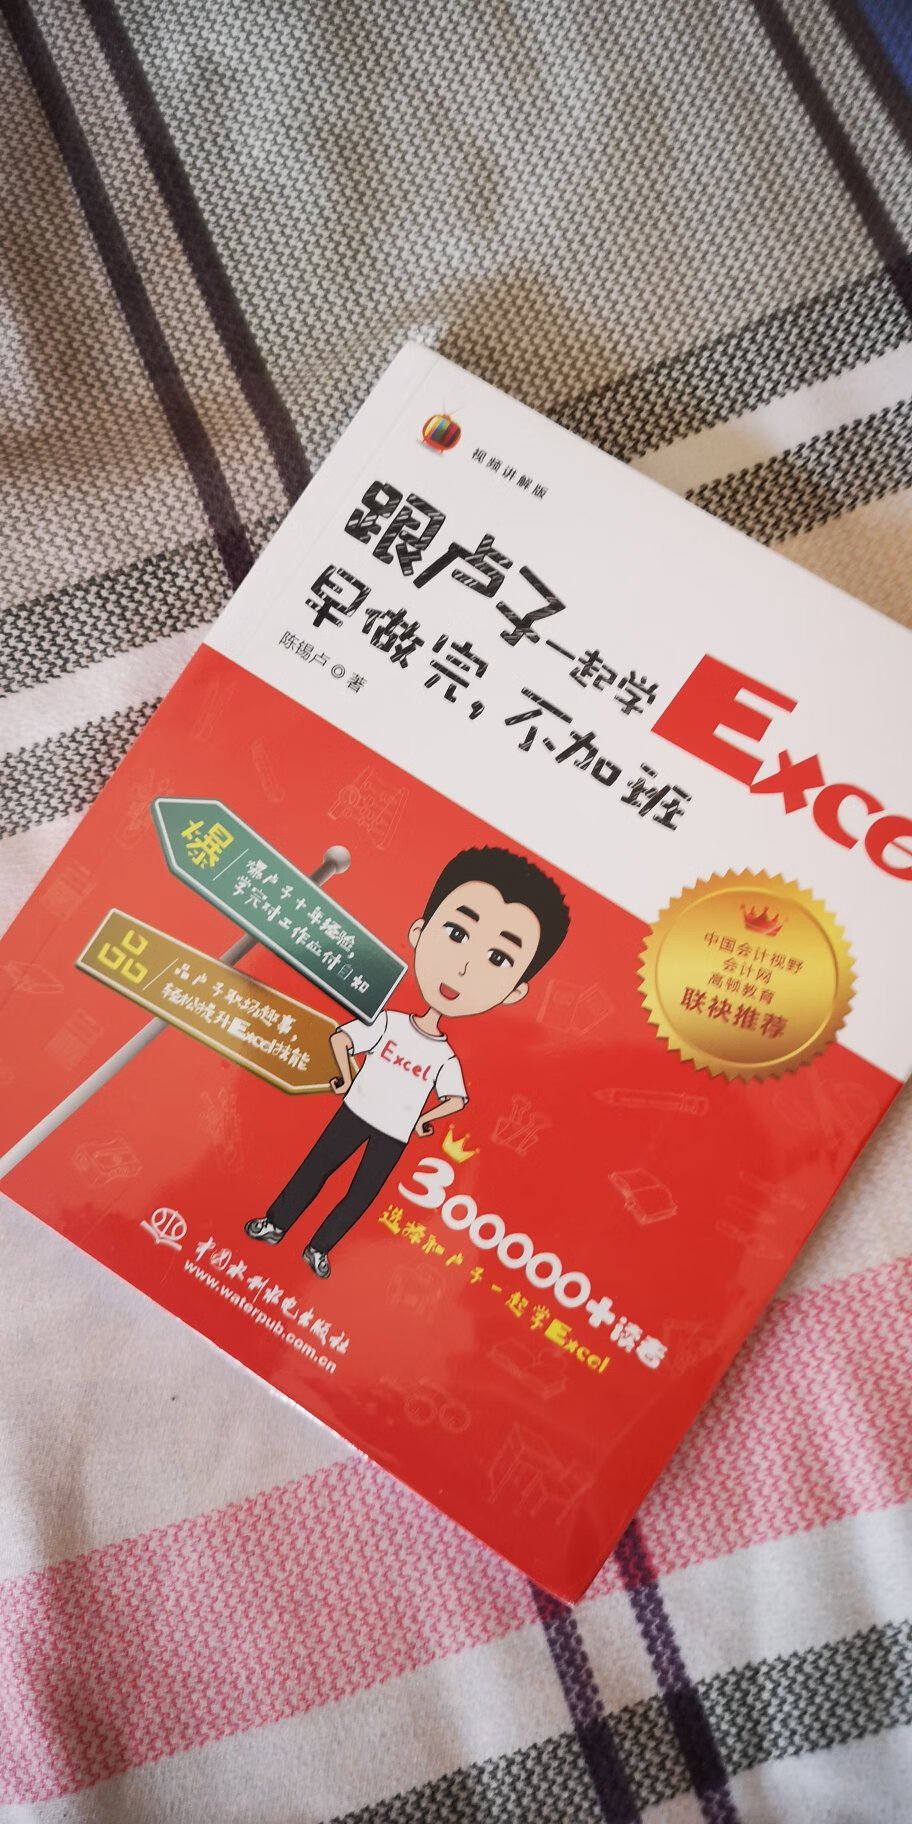 视频讲解版
跟卢子一起学Exce
早做完，不加班
陈锡卢◎著
爆
爆卢子十年经验，
学完对工作应付自如
品
品卢子职场趣事，
轻松提升Excel技能
中国会计视野
会计网
高顿教育
联袂推荐
Excel
300000+读者
选择和卢子一起学Excel
中国水利水电出版社
www.waterpub.com.cn